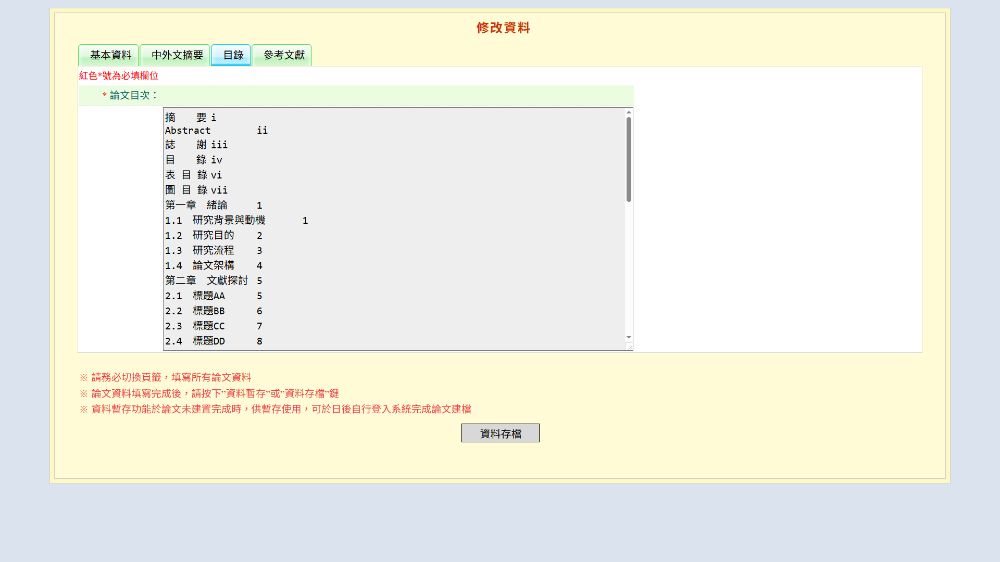 修改資料
基本資料 中外文摘要 目錄 參考文獻
紅色*號為必填欄位
* 論文目次：
摘　　要 i
Abstract ii
誌　　謝 iii
目　　錄 iv
表 目 錄 vi
圖 目 錄 vii
第一章　緒論 1
1.1　研究背景與動機 1
1.2　研究目的 2
1.3　研究流程 3
1.4　論文架構 4
第二章　文獻探討 5
2.1　標題AA 5
2.2　標題BB 6
2.3　標題CC 7
2.4　標題DD 8
※ 請務必切換頁籤，填寫所有論文資料
※ 論文資料填寫完成後，請按下”資料暫存”或”資料存檔”鍵
※ 資料暫存功能於論文未建置完成時，供暫存使用，可於日後自行登入系統完成論文建檔
資料存檔